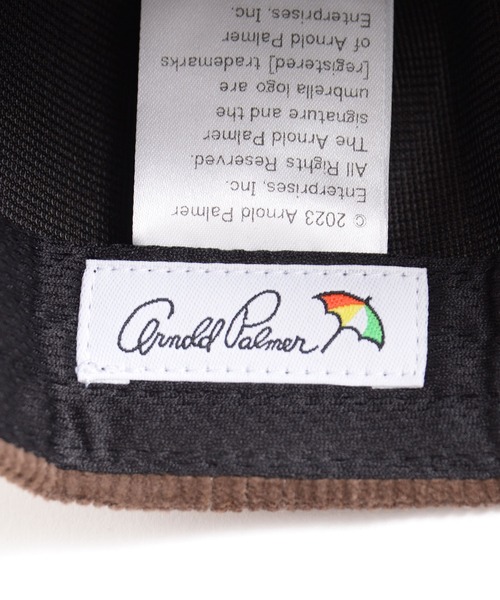 © 2023 Arnold Palmer
Enterprises, Inc.
All Rights Reserved.
The Arnold Palmer
signature and the
umbrella logo are
[registered] trademarks
of Arnold Palmer
Enterprises, Inc.
Arnold Palmer